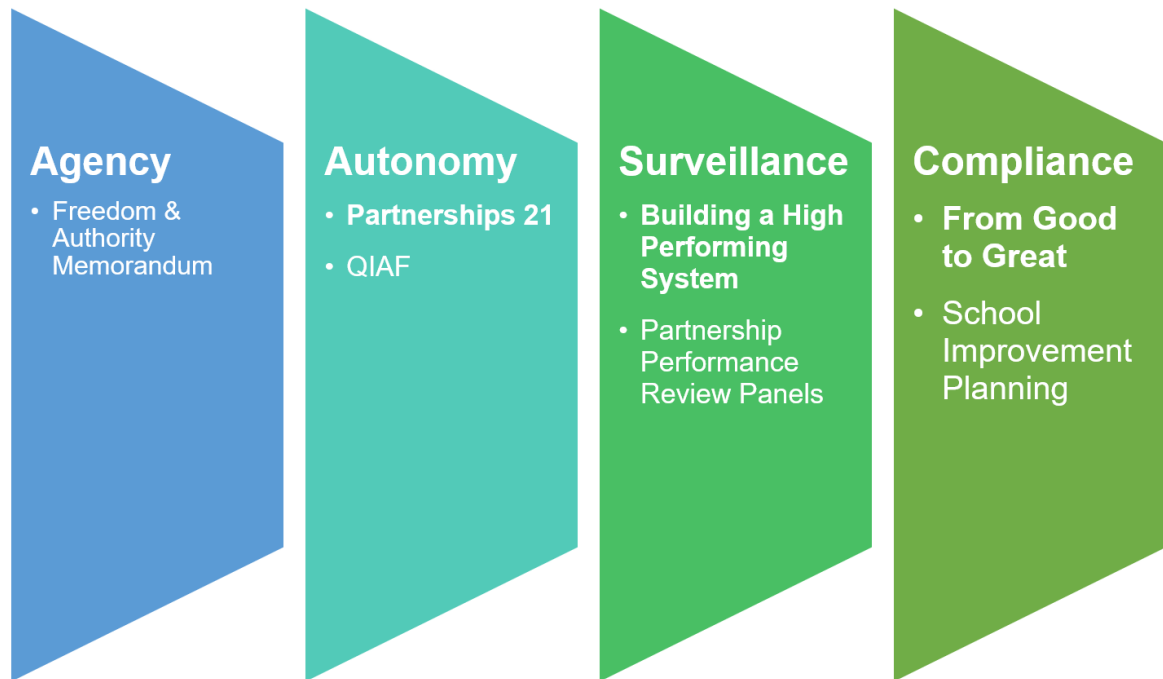 Agency
• Freedom &
Authority
Memorandum
Autonomy
• Partnerships 21
• QIAF
Surveillance
• Building a High
Performing
System
• Partnership
Performance
Review Panels
Compliance
• From Good
to Great
• School
Improvement
Planning